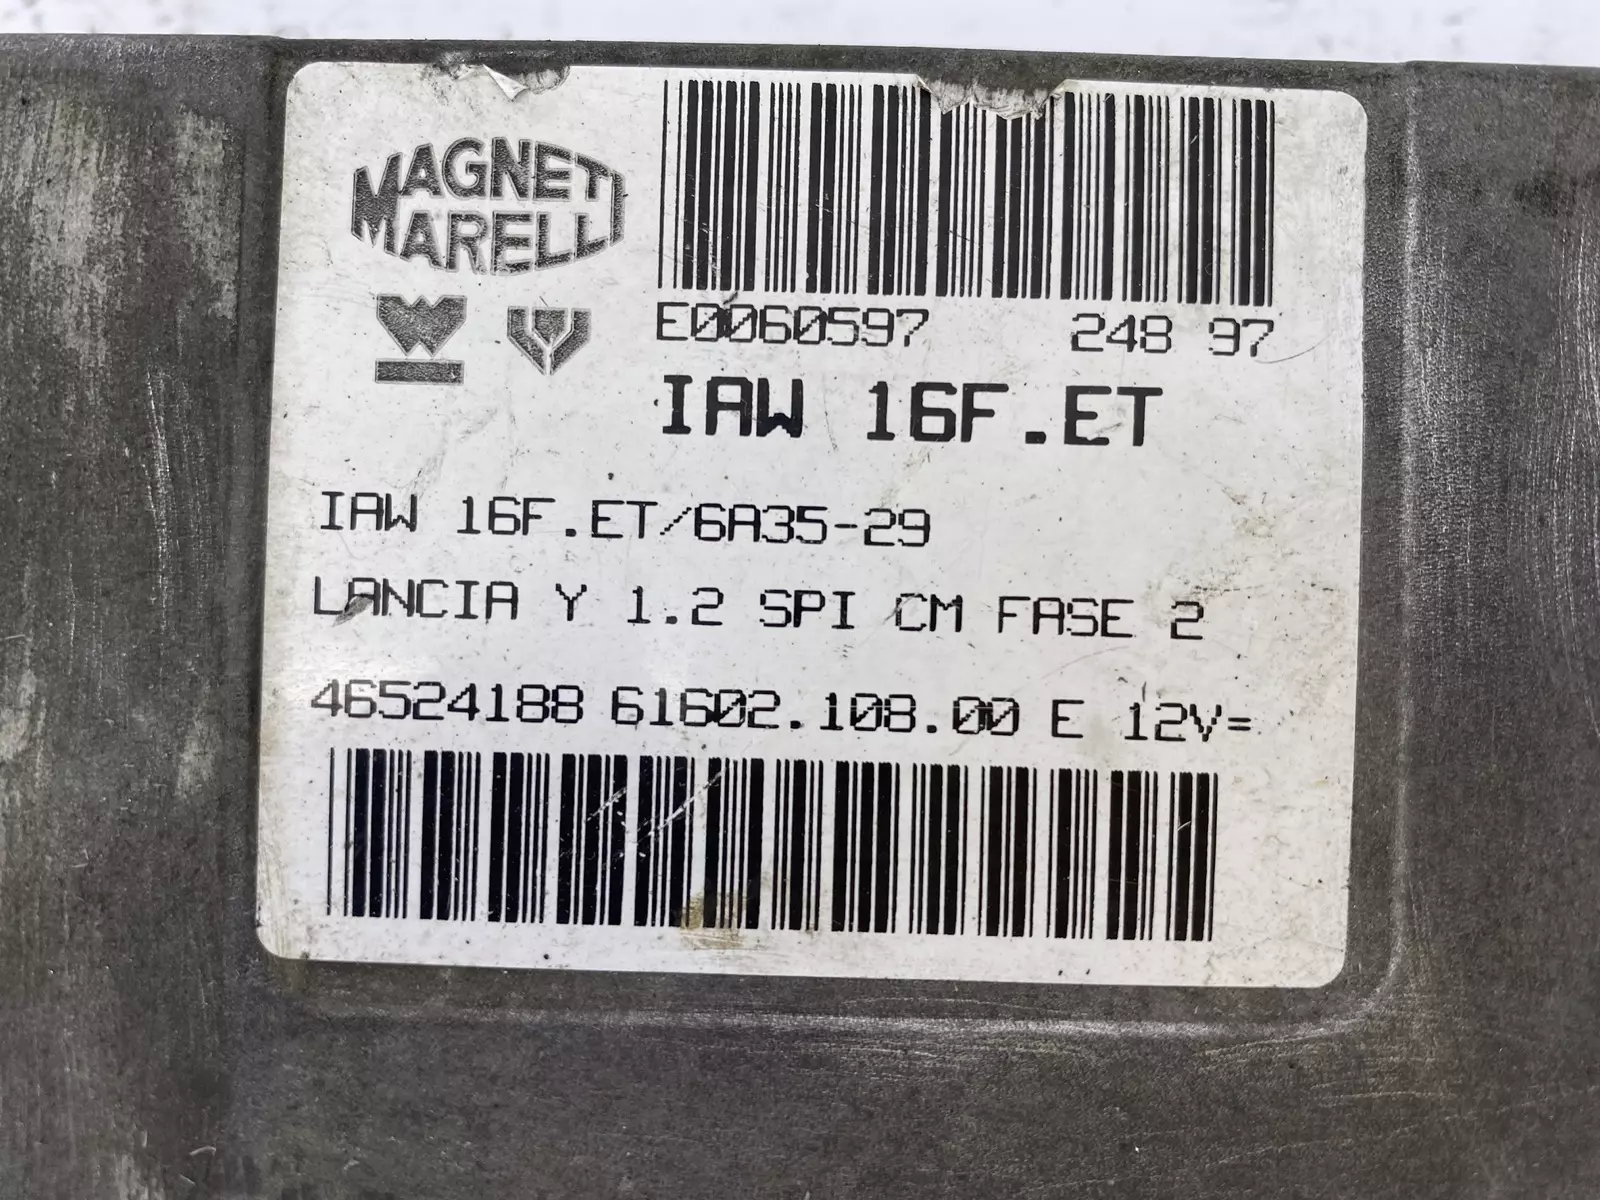 MAGNETI
MARELLI
E0060597 248 97
IAW 16F.ET
IAW 16F.ET/6A35-29
LANCIA Y 1.2 SPI CM FASE 2
46524188 61602.108.00 E 12V=